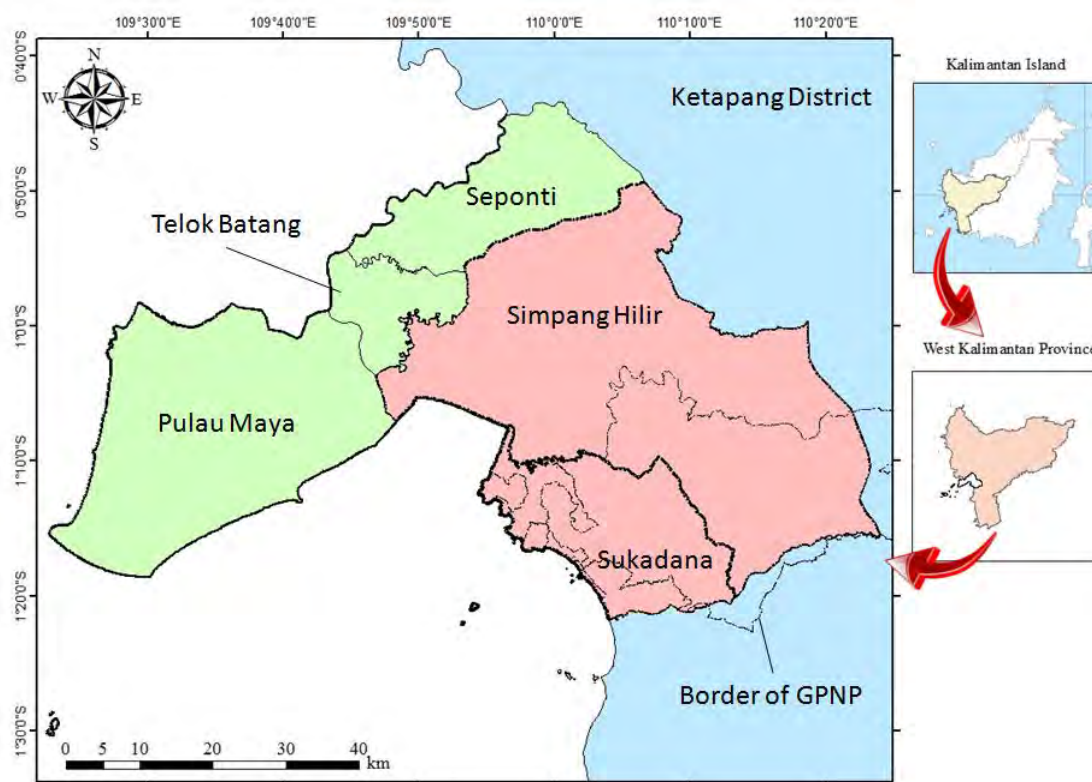 109°30'0"E 109°40'0"E 109°50'0"E 110°0'0"E 110°10'0"E 110°20'0"E
0°40'0"S
0°50'0"S
1°00'0"S
1°10'0"S
1°20'0"S
1°30'0"S
N
W E
S
Ketapang District
Seponti
Telok Batang
Simpang Hilir
Pulau Maya
Sukadana
Border of GPNP
0 5 10 20 30 40
km
Kalimantan Island
West Kalimantan Province